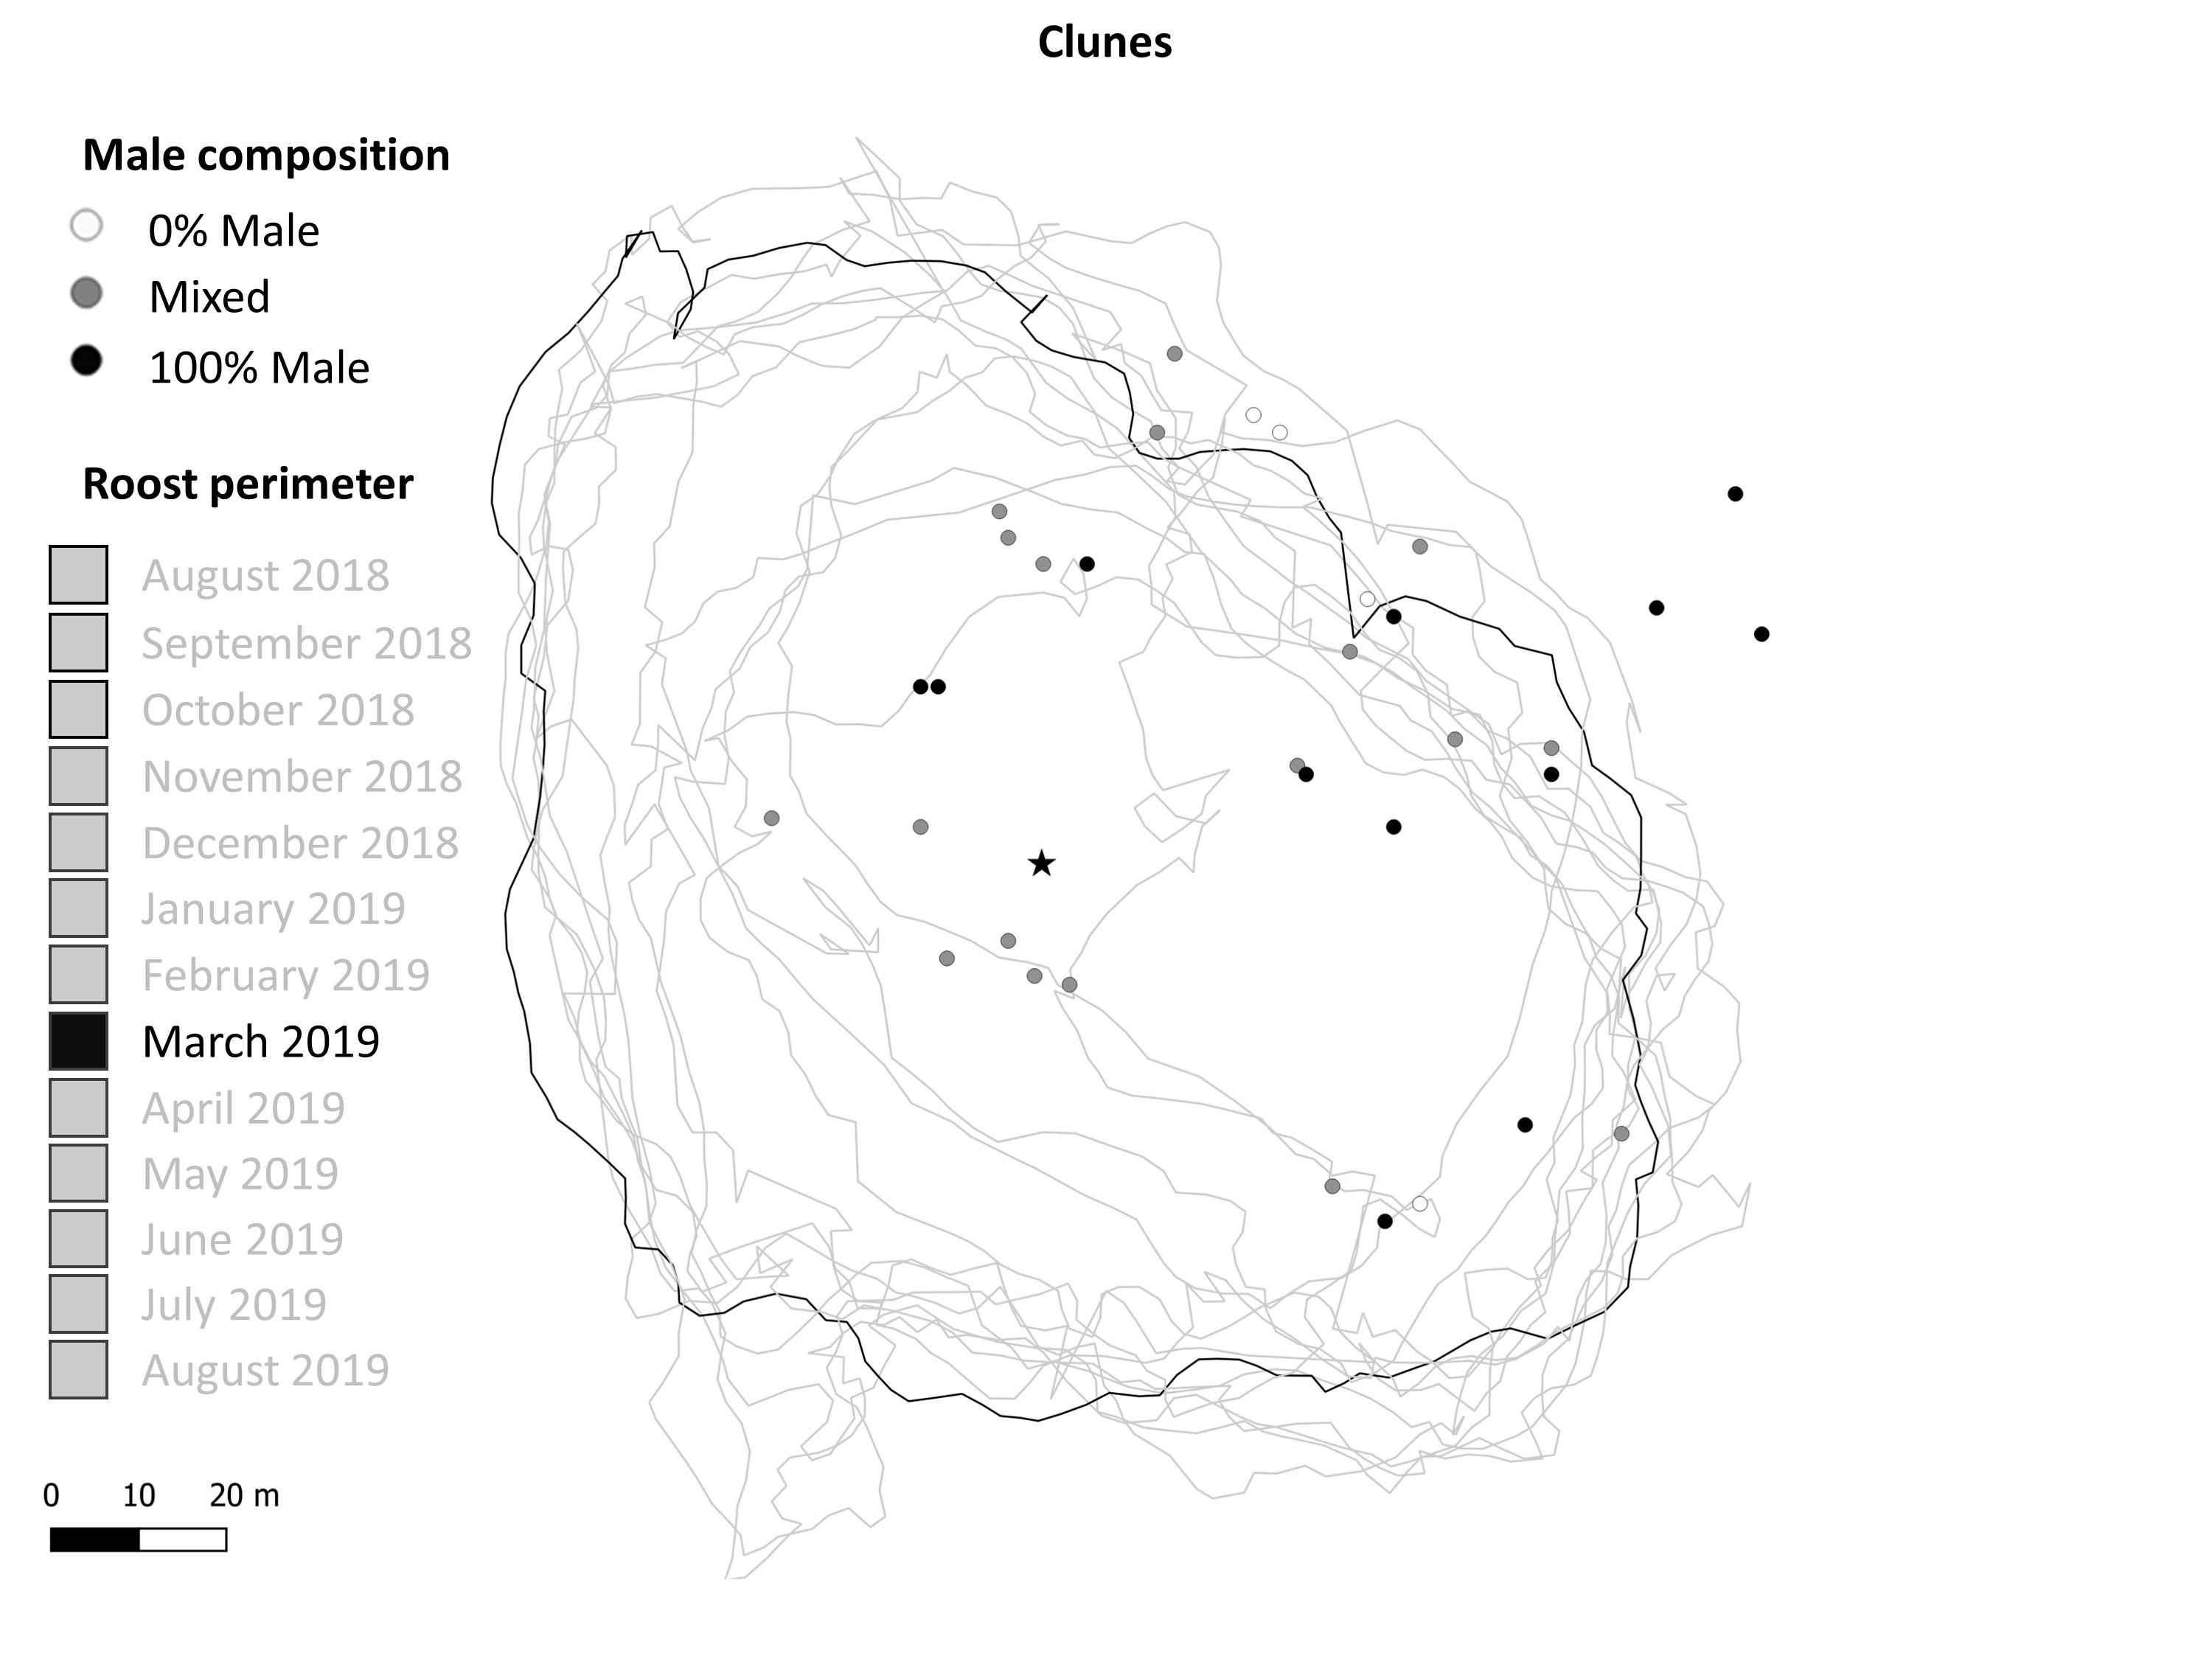 Clunes
Male composition
0% Male
Mixed
100% Male
Roost perimeter
August 2018
September 2018
October 2018
November 2018
December 2018
January 2019
February 2019
March 2019
April 2019
May 2019
June 2019
July 2019
August 2019
0 10 20 m